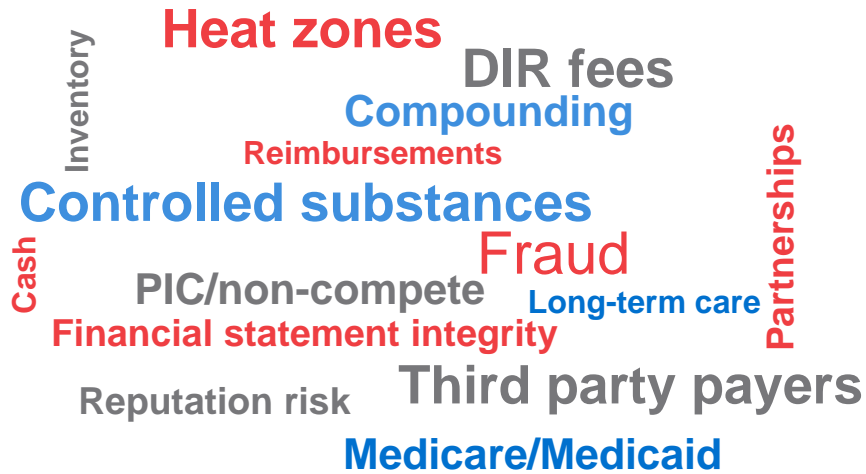 Heat zones
Inventory
DIR fees
Compounding
Reimbursements
Partnerships
Controlled substances
Cash
Fraud
PIC/non-compete
Long-term care
Financial statement integrity
Third party payers
Reputation risk
Medicare/Medicaid